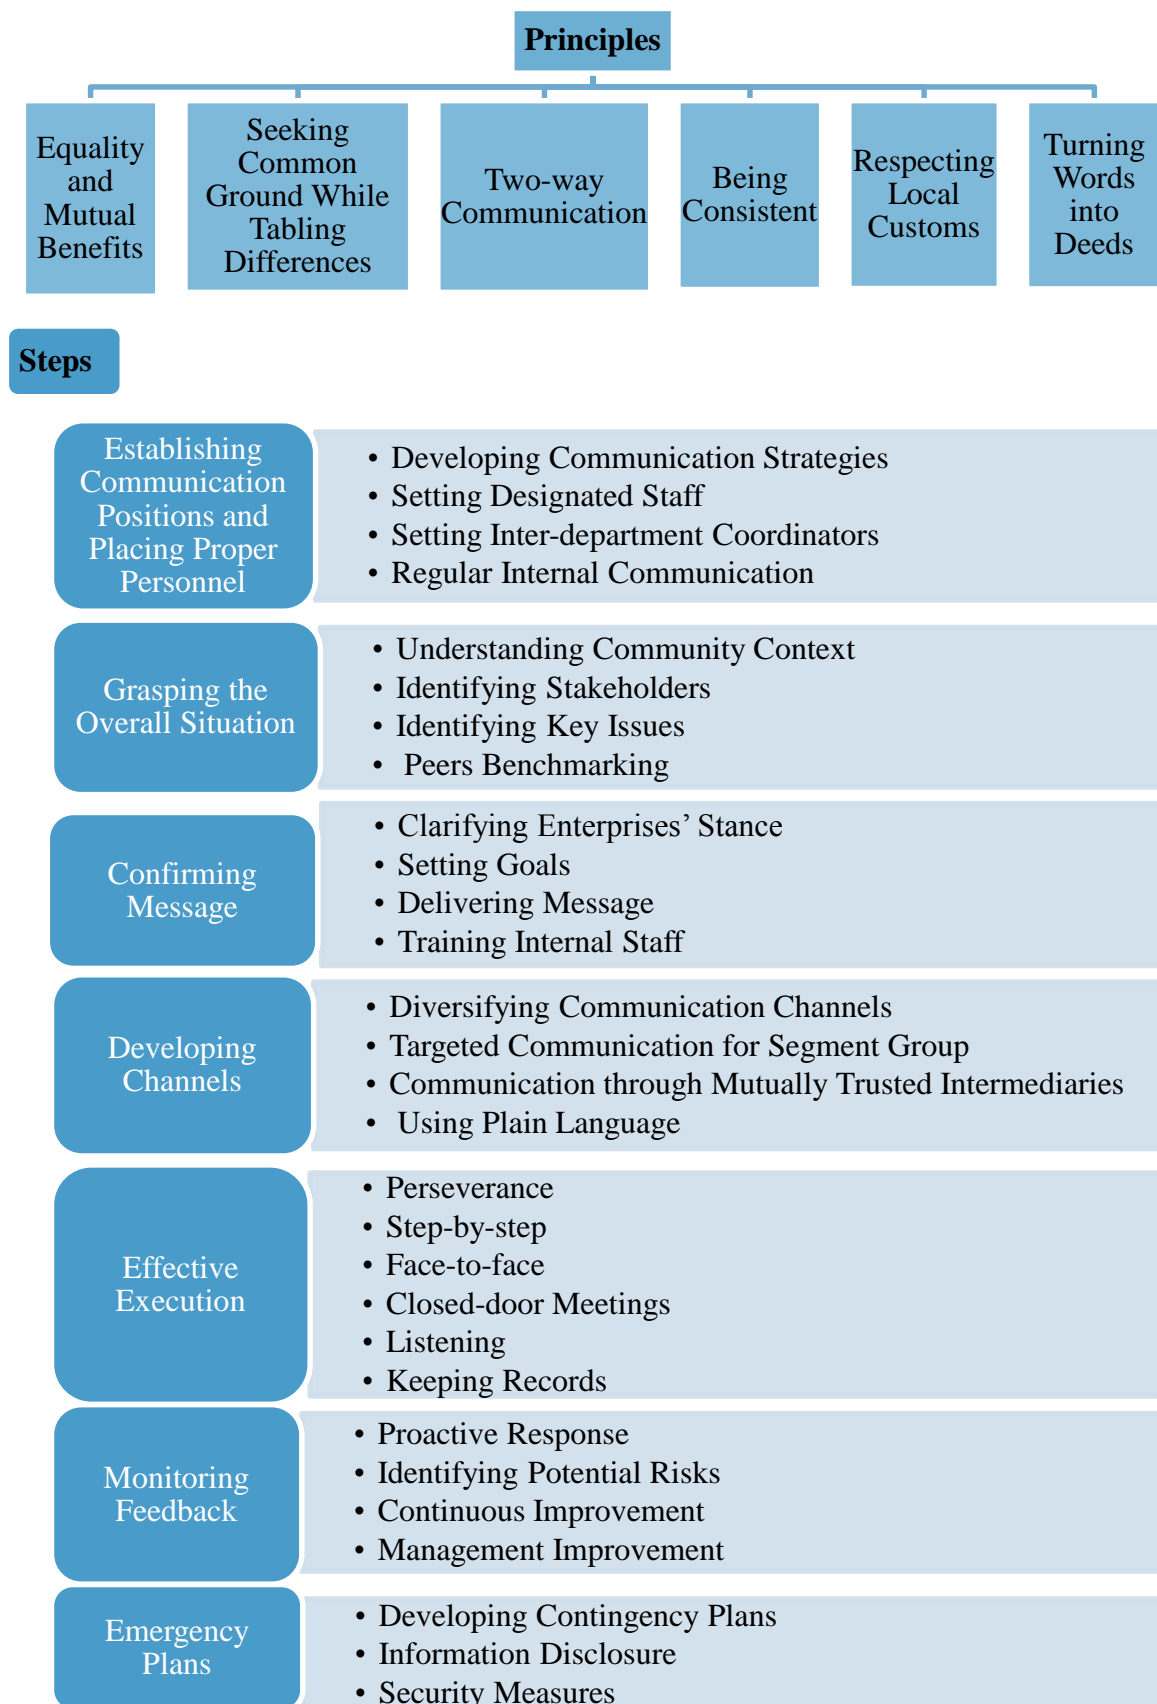 Principles
Equality
and
Mutual
Benefits
Seeking
Common
Ground While
Tabling
Differences
Two-way
Communication
Being
Consistent
Respecting
Local
Customs
Turning
Words
into
Deeds
Steps
Establishing
Communication
Positions and
Placing Proper
Personnel
• Developing Communication Strategies
• Setting Designated Staff
• Setting Inter-department Coordinators
• Regular Internal Communication
Grasping the
Overall Situation
• Understanding Community Context
• Identifying Stakeholders
• Identifying Key Issues
• Peers Benchmarking
Confirming
Message
• Clarifying Enterprises’ Stance
• Setting Goals
• Delivering Message
• Training Internal Staff
Developing
Channels
• Diversifying Communication Channels
• Targeted Communication for Segment Group
• Communication through Mutually Trusted Intermediaries
• Using Plain Language
Effective
Execution
• Perseverance
• Step-by-step
• Face-to-face
• Closed-door Meetings
• Listening
• Keeping Records
Monitoring
Feedback
• Proactive Response
• Identifying Potential Risks
• Continuous Improvement
• Management Improvement
Emergency
Plans
• Developing Contingency Plans
• Information Disclosure
• Security Measures